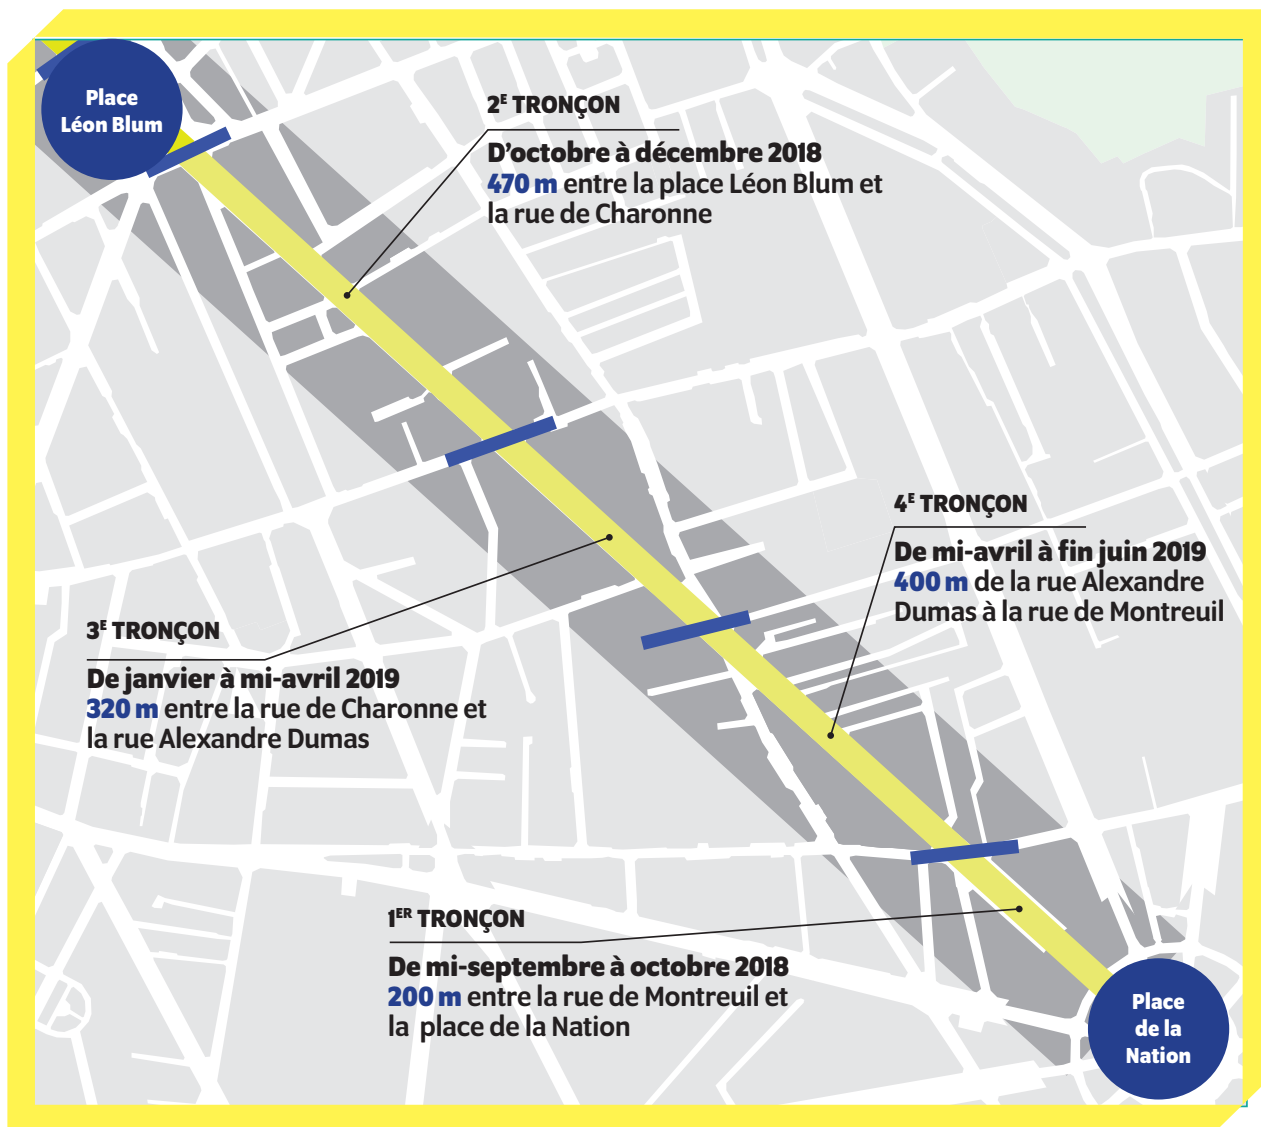 Place
Léon Blum
2E TRONÇON
D'octobre à décembre 2018
470 m entre la place Léon Blum et
la rue de Charonne
4E TRONÇON
De mi-avril à fin juin 2019
400 m de la rue Alexandre
Dumas à la rue de Montreuil
3E TRONÇON
De janvier à mi-avril 2019
320 m entre la rue de Charonne et
la rue Alexandre Dumas
1ER TRONÇON
De mi-septembre à octobre 2018
200 m entre la rue de Montreuil et
la place de la Nation
Place
de la
Nation